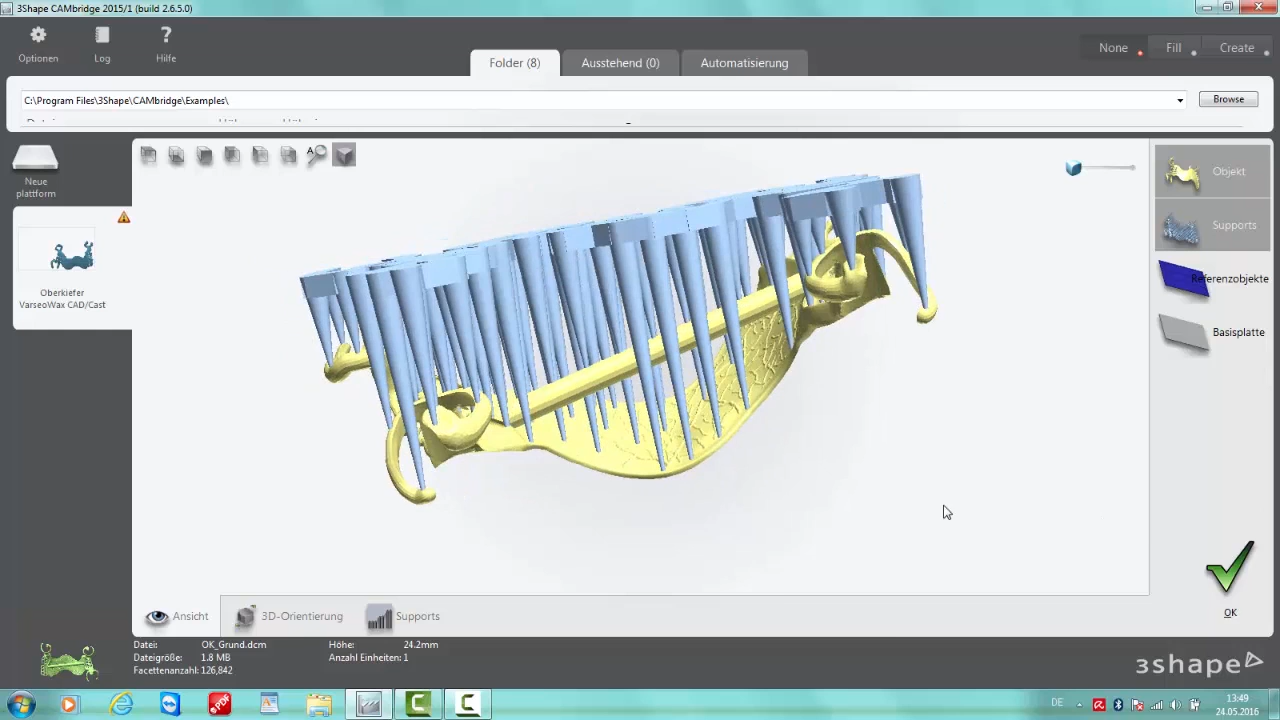 3Shape CAMbridge 2015/1 (build 2.6.5.0)
Optionen
Log
Hilfe
Folder (8)
Ausstehend (0)
Automatisierung
None
Fill
Create
C:\Program Files\3Shape\CAMbridge\Examples\
Browse
Neue
plattform
Oberkiefer
VarseoWax CAD/Cast
A
Objekt
Supports
Referenzobjekte
Basisplatte
OK
Ansicht
3D-Orientierung
Supports
Datei: OK_Grund.dcm Höhe: 24.2mm
Dateigröße: 1.8 MB Anzahl Einheiten: 1
Facettenanzahl: 126,842
3shape
DE
13:49
24.05.2016